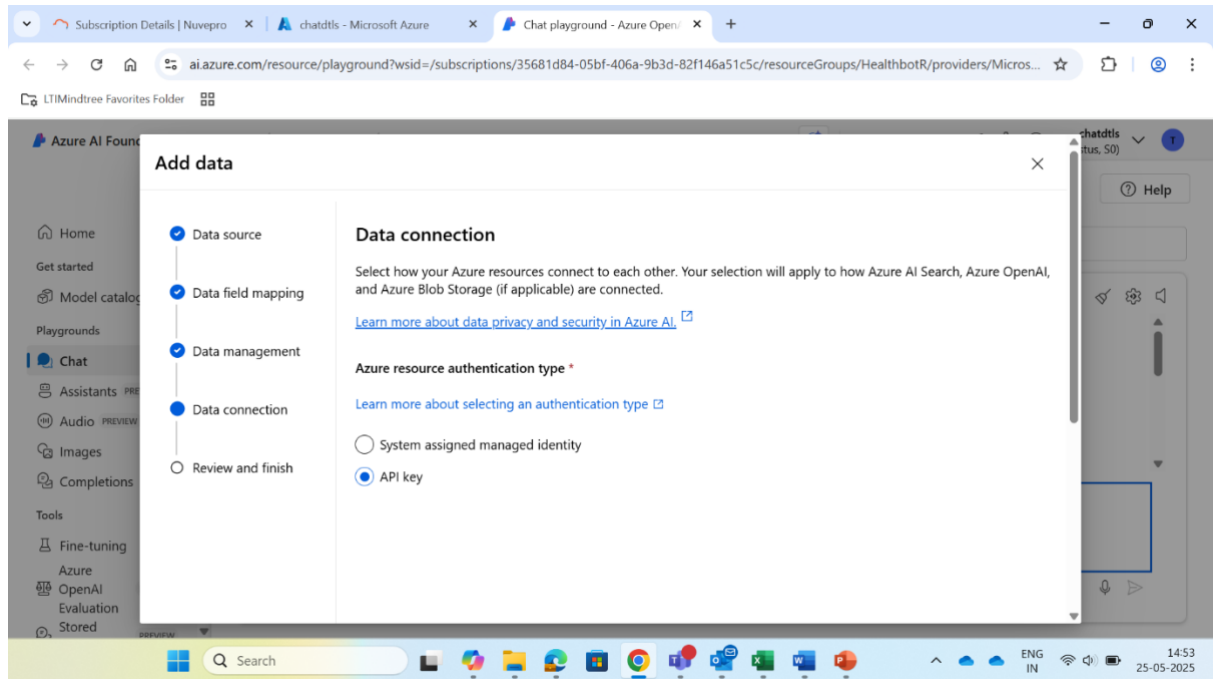 Subscription Details | Nuvepro
chatdtls - Microsoft Azure
Chat playground - Azure Open
ai.azure.com/resource/playground?wsid=/subscriptions/35681d84-05bf-406a-9b3d-82f146a51c5c/resourceGroups/HealthbotR/providers/Micros...
LTIMindtree Favorites Folder
Azure AI Found
chatdtls
tus, S0)
T
Help
Home
Get started
Model catalog
Playgrounds
Chat
Assistants PRE
Audio PREVIEW
Images
Completions
Tools
Fine-tuning
Azure
OpenAI
Evaluation
Stored
PREVIEW
Add data
Data source
Data field mapping
Data management
Data connection
Review and finish
Data connection
Select how your Azure resources connect to each other. Your selection will apply to how Azure AI Search, Azure OpenAI,
and Azure Blob Storage (if applicable) are connected.
Learn more about data privacy and security in Azure AI.
Azure resource authentication type *
Learn more about selecting an authentication type
System assigned managed identity
API key
Search
ENG
IN
14:53
25-05-2025